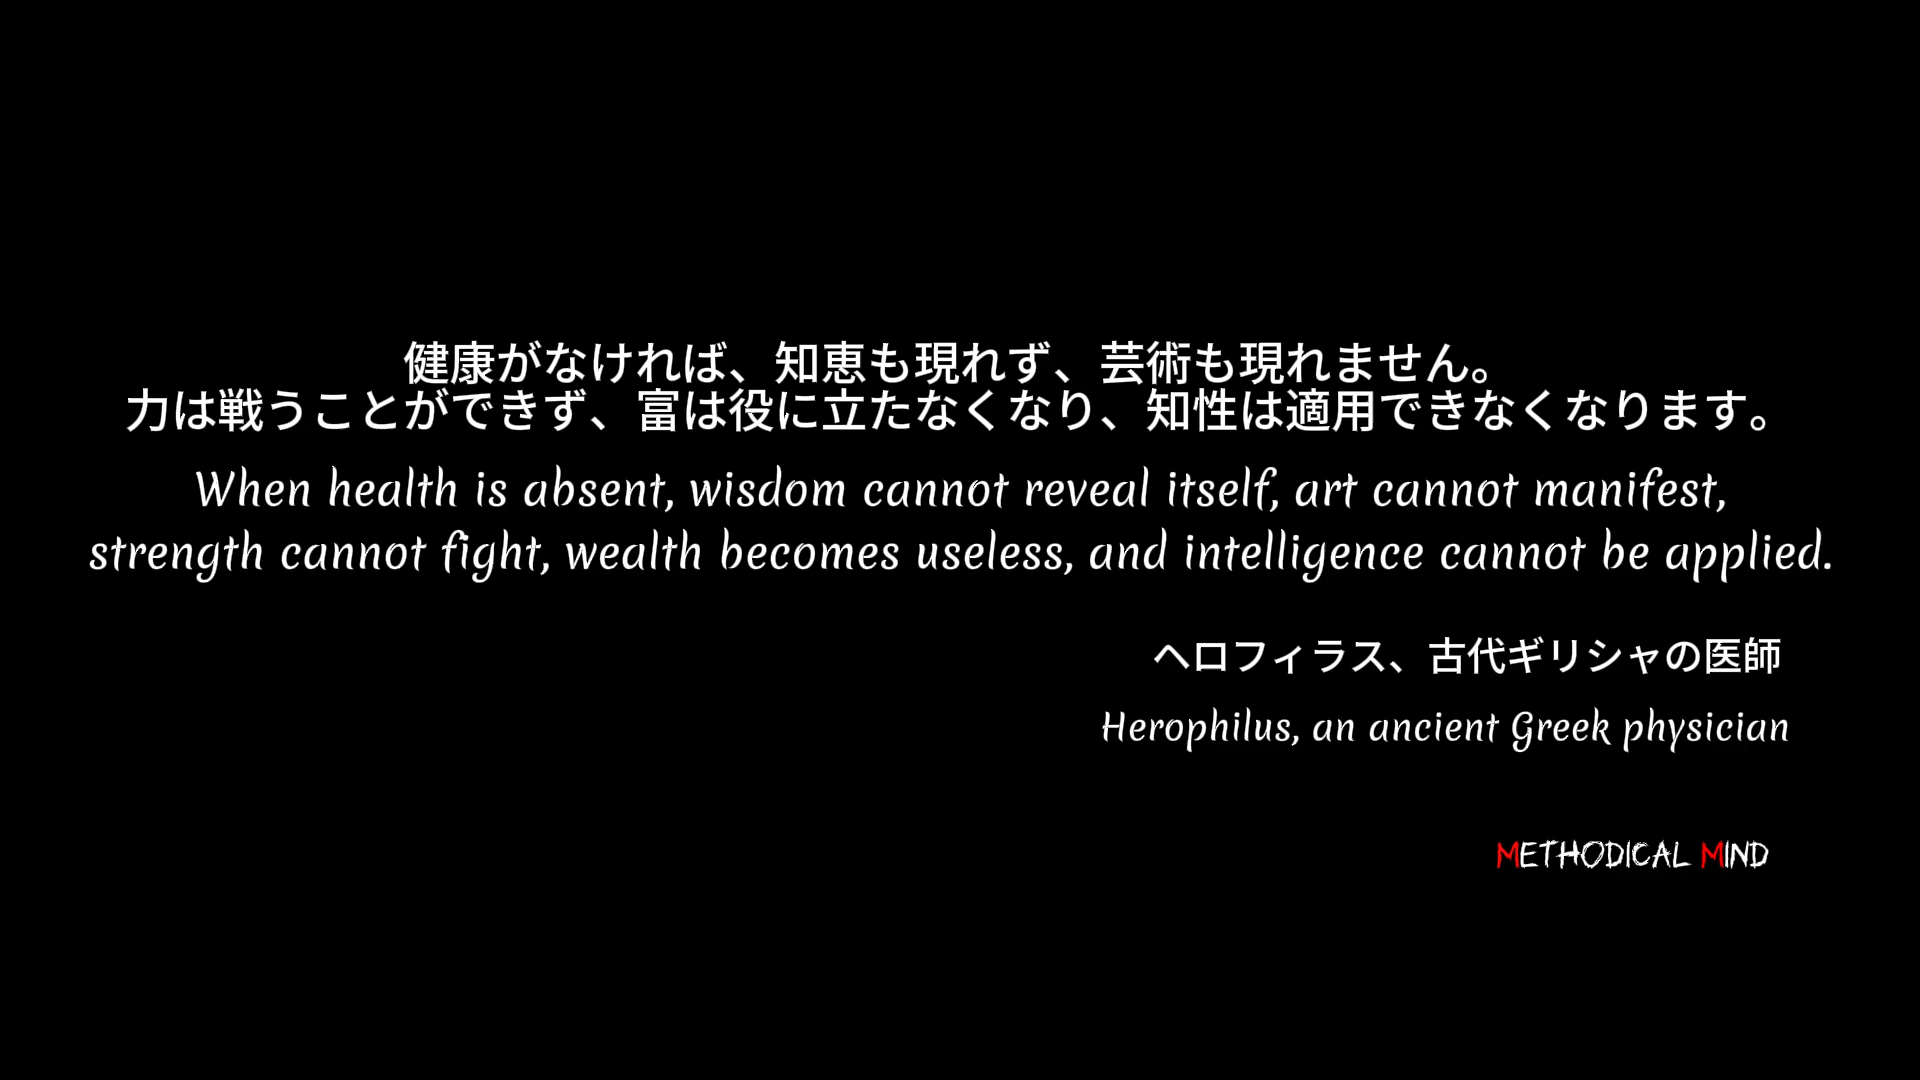 健康がなければ、知恵も現れず、芸術も現れません。
力は戦うことができず、富は役に立たなくなり、知性は適用できなくなります。
When health is absent, wisdom cannot reveal itself, art cannot manifest,
strength cannot fight, wealth becomes useless, and intelligence cannot be applied.
ヘロフィラス、古代ギリシャの医師
Herophilus, an ancient Greek physician
METHODICAL MIND